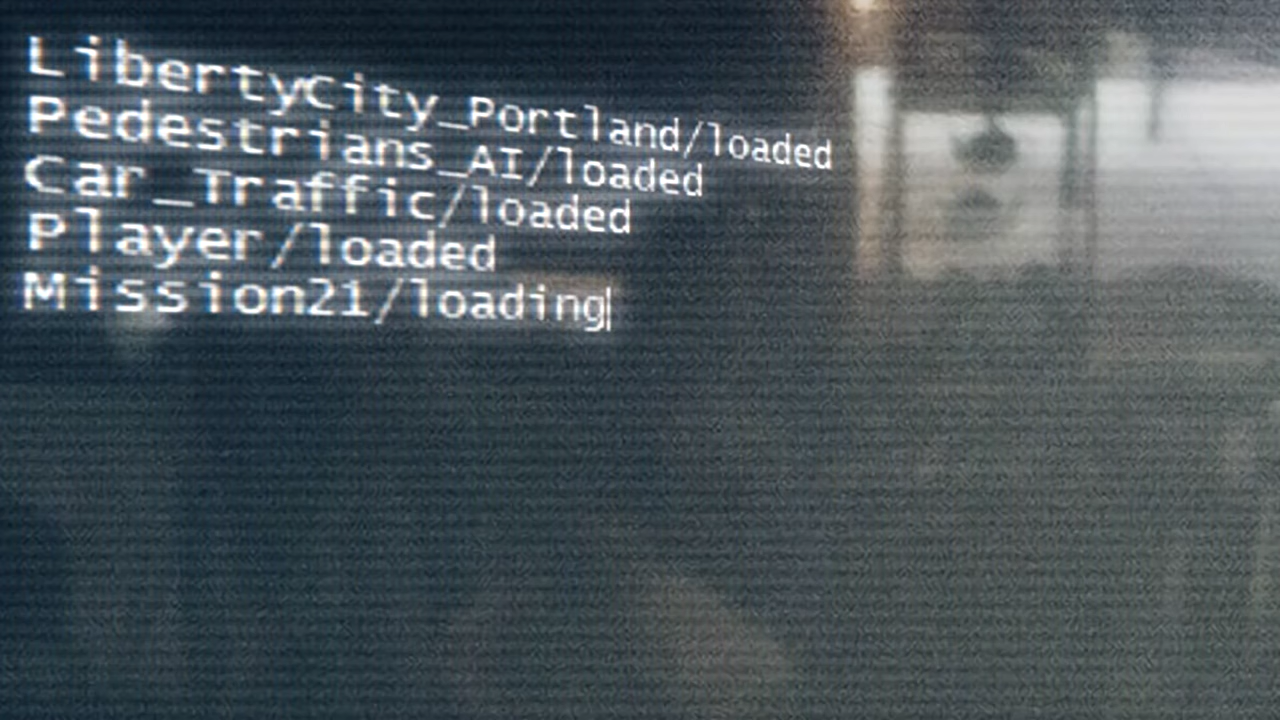 LibertyCity_Portland/loaded
Pedestrians_AI/loaded
Car_Traffic/loaded
Player/loaded
Mission21/loading